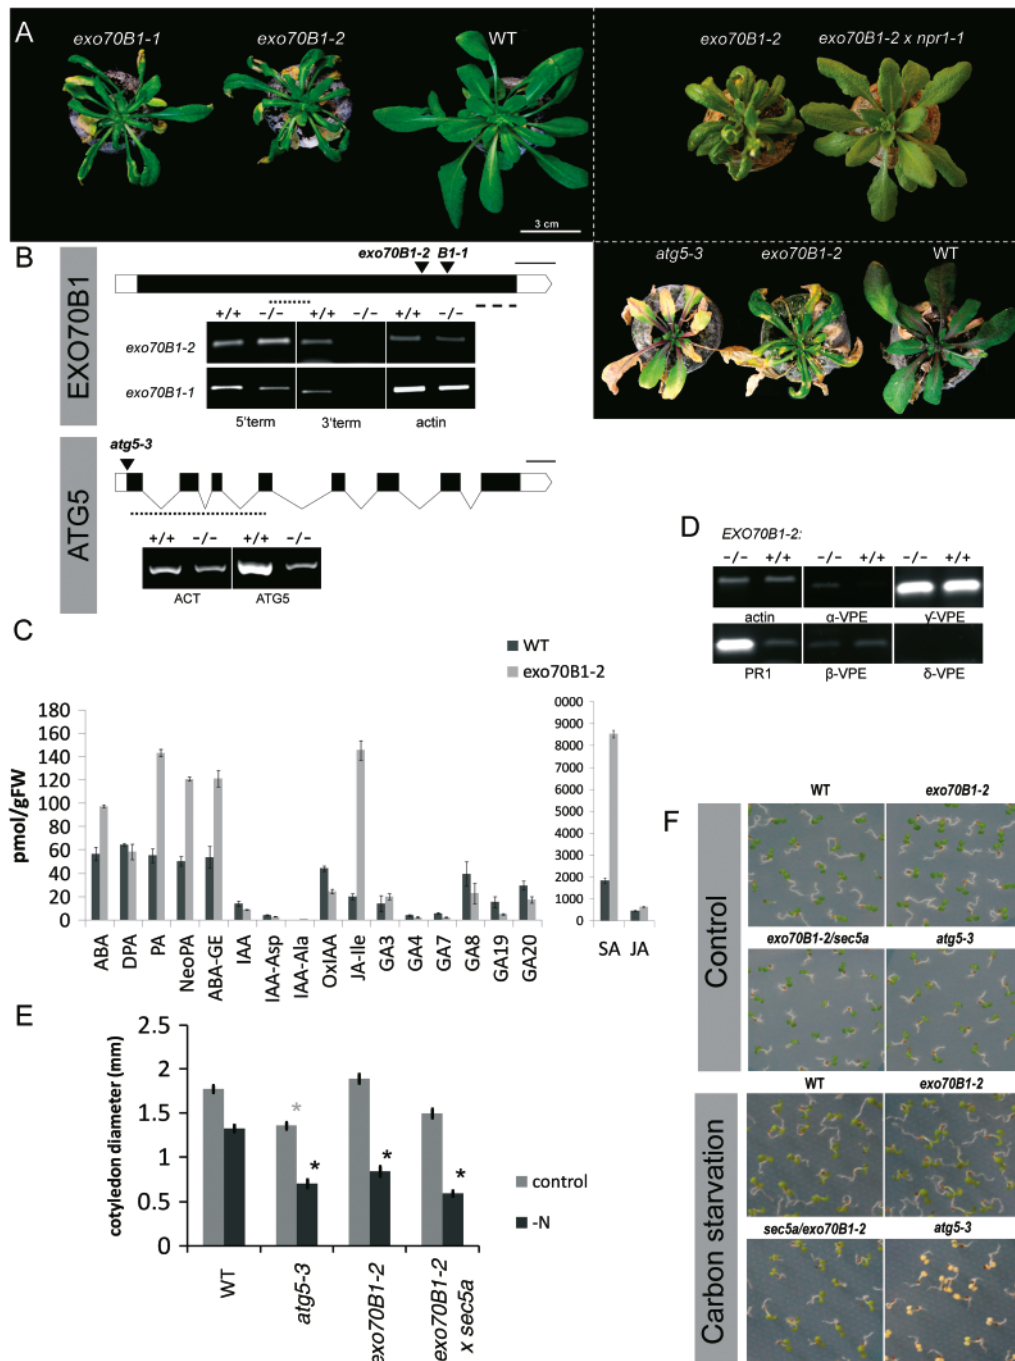 A
exo70B1-1
exo70B1-2
WT
exo70B1-2
exo70B1-2 x npr1-1
3 cm
atg5-3
exo70B1-2
WT
B
EXO70B1
exo70B1-2 B1-1
+/+ -/- +/+ -/- +/+ -/-
exo70B1-2
exo70B1-1
5'term 3'term actin
ATG5
atg5-3
+/+ -/- +/+ -/-
ACT ATG5
D
EXO70B1-2:
-/- +/+ -/- +/+ -/- +/+
actin α-VPE γ-VPE
PR1 β-VPE δ-VPE
C
WT
exo70B1-2
pmol/gFW
180
160
140
120
100
80
60
40
20
0
ABA
DPA
PA
NeoPA
ABA-GE
IAA
IAA-Asp
IAA-Ala
OxIAA
JA-Ile
GA3
GA4
GA7
GA8
GA19
GA20
0000
9000
8000
7000
6000
5000
4000
3000
2000
1000
0
SA JA
E
cotyledon diameter (mm)
2.5
2
1.5
1
0.5
0
*
*
*
*
control
-N
WT
atg5-3
exo70B1-2
exo70B1-2 x sec5a
F
Control
WT exo70B1-2
exo70B1-2/sec5a atg5-3
Carbon starvation
WT exo70B1-2
sec5a/exo70B1-2 atg5-3